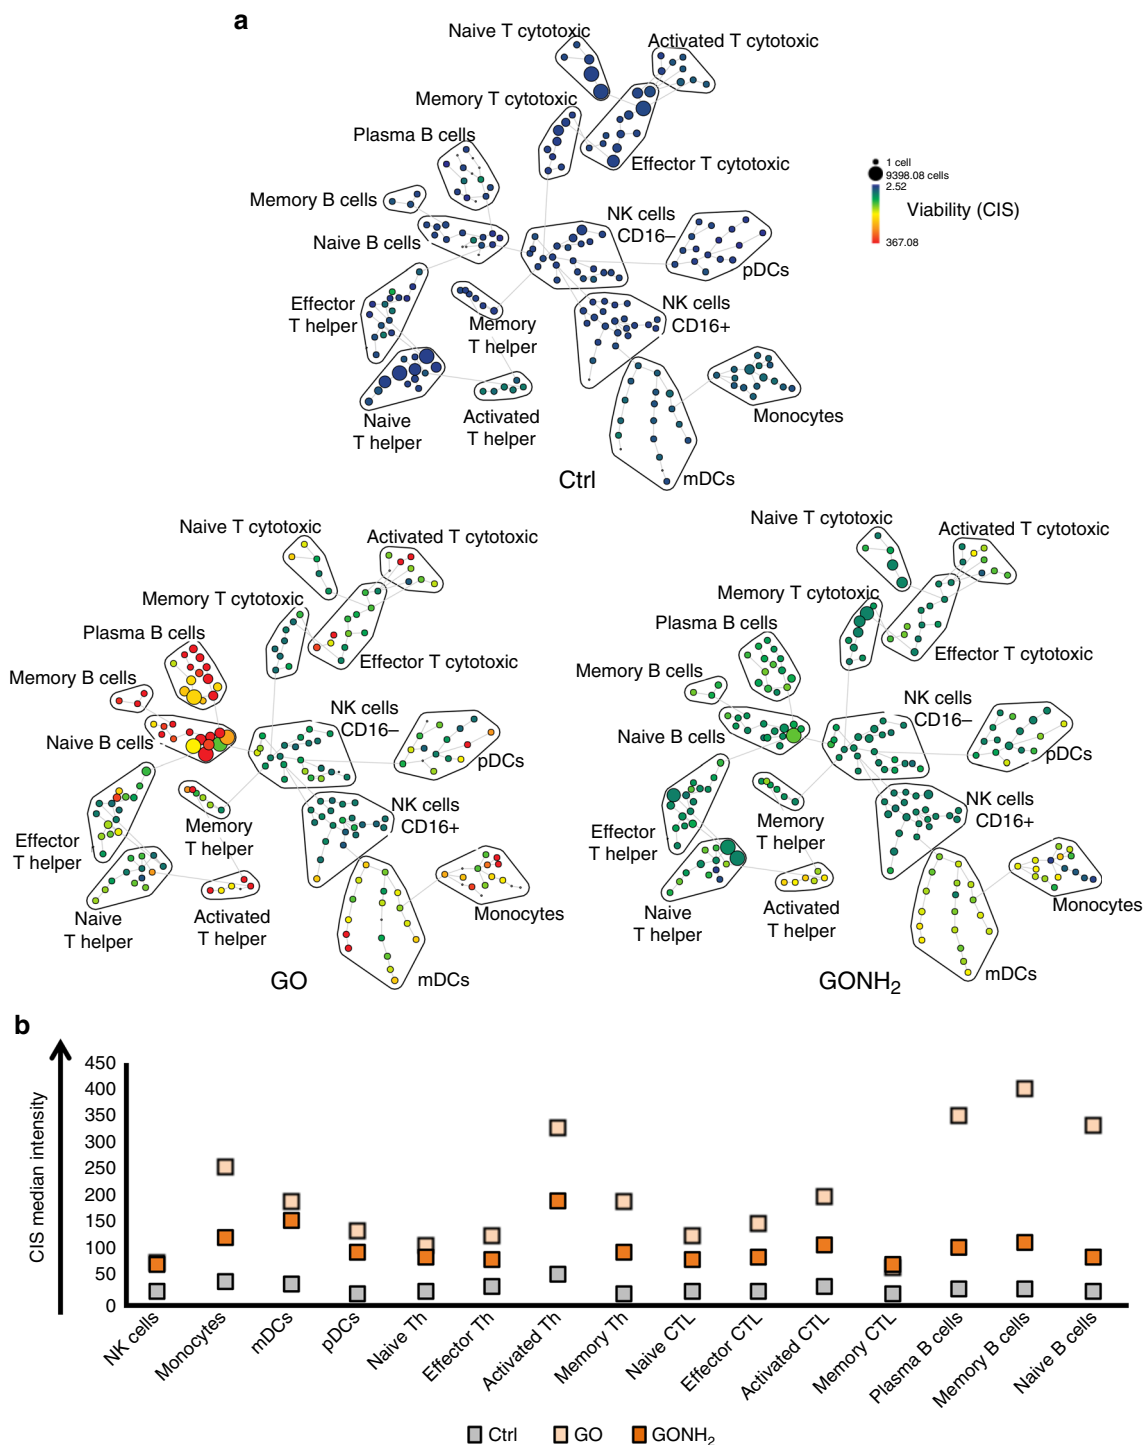 a
Naive T cytotoxic
Activated T cytotoxic
Memory T cytotoxic
Plasma B cells
Effector T cytotoxic
Memory B cells
Naive B cells
NK cells
CD16–
pDCs
Effector
T helper
Memory
T helper
NK cells
CD16+
Naive
T helper
Activated
T helper
Monocytes
mDCs
Ctrl
1 cell
9398.08 cells
2.52
Viability (CIS)
367.08
Naive T cytotoxic
Activated T cytotoxic
Memory T cytotoxic
Plasma B cells
Effector T cytotoxic
Memory B cells
Naive B cells
NK cells
CD16–
pDCs
Effector
T helper
Memory
T helper
NK cells
CD16+
Naive
T helper
Activated
T helper
Monocytes
mDCs
GO
Naive T cytotoxic
Activated T cytotoxic
Memory T cytotoxic
Plasma B cells
Effector T cytotoxic
Memory B cells
Naive B cells
NK cells
CD16–
pDCs
Effector
T helper
Memory
T helper
NK cells
CD16+
Naive
T helper
Activated
T helper
Monocytes
mDCs
GONH₂
b
CIS median intensity
450
400
350
300
250
200
150
100
50
0
NK cells
Monocytes
mDCs
pDCs
Naive Th
Effector Th
Activated Th
Memory Th
Naive CTL
Effector CTL
Activated CTL
Memory CTL
Plasma B cells
Memory B cells
Naive B cells
Ctrl
GO
GONH₂